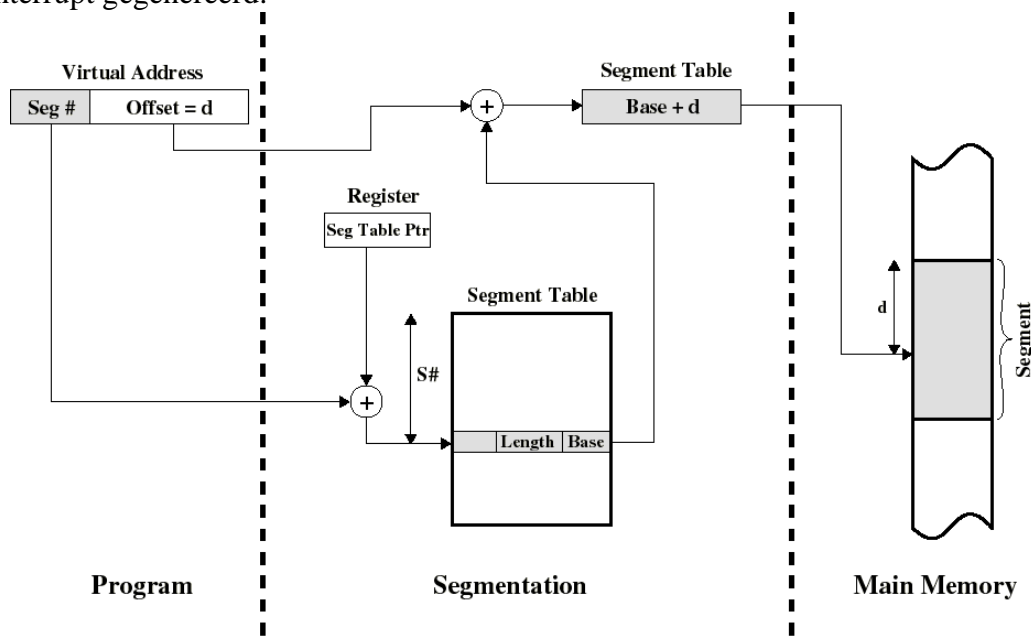 interrupt gegenereerd.
Virtual Address
Seg #
Offset = d
Segment Table
Base + d
+
Register
Seg Table Ptr
Segment Table
S#
+
Length
Base
d
Segment
Program
Segmentation
Main Memory